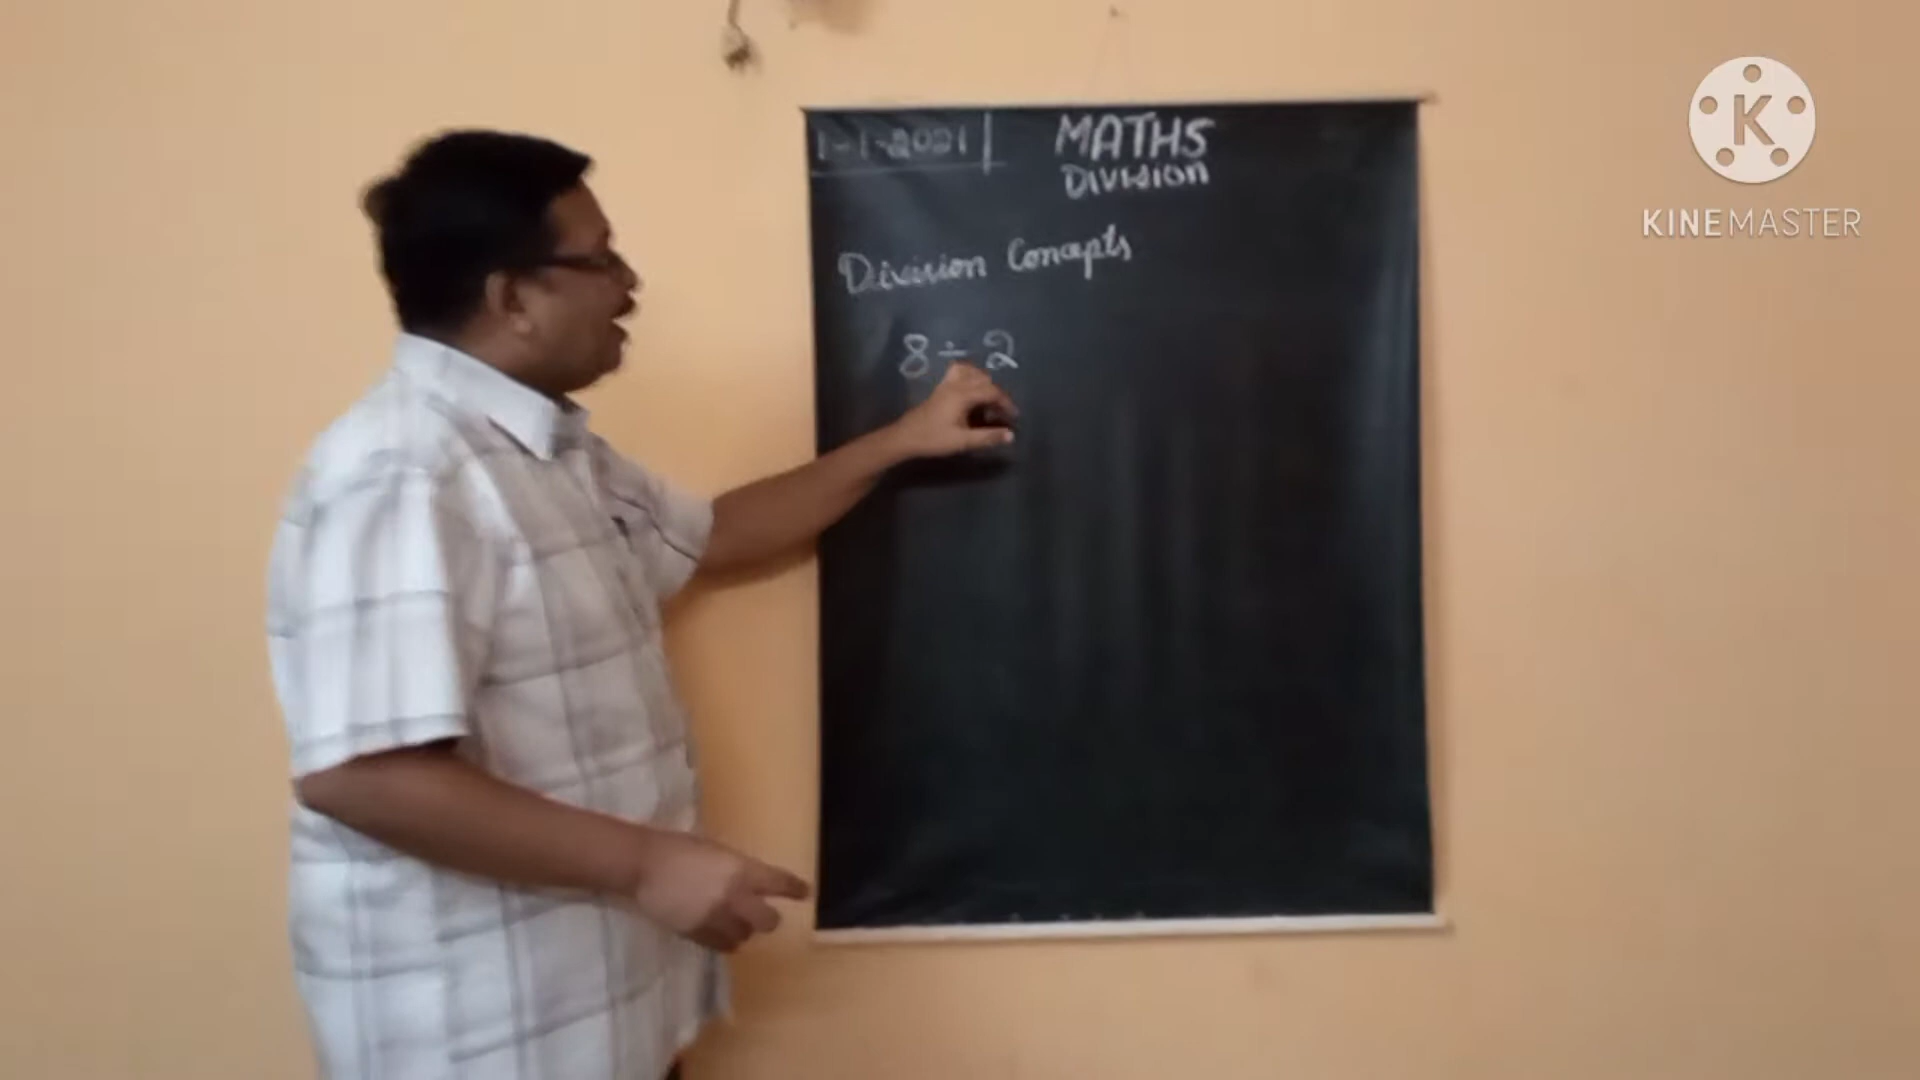 1-1-2021
MATHS
DIVISION
Division Concepts
8 ÷ 2
K
KINEMASTER